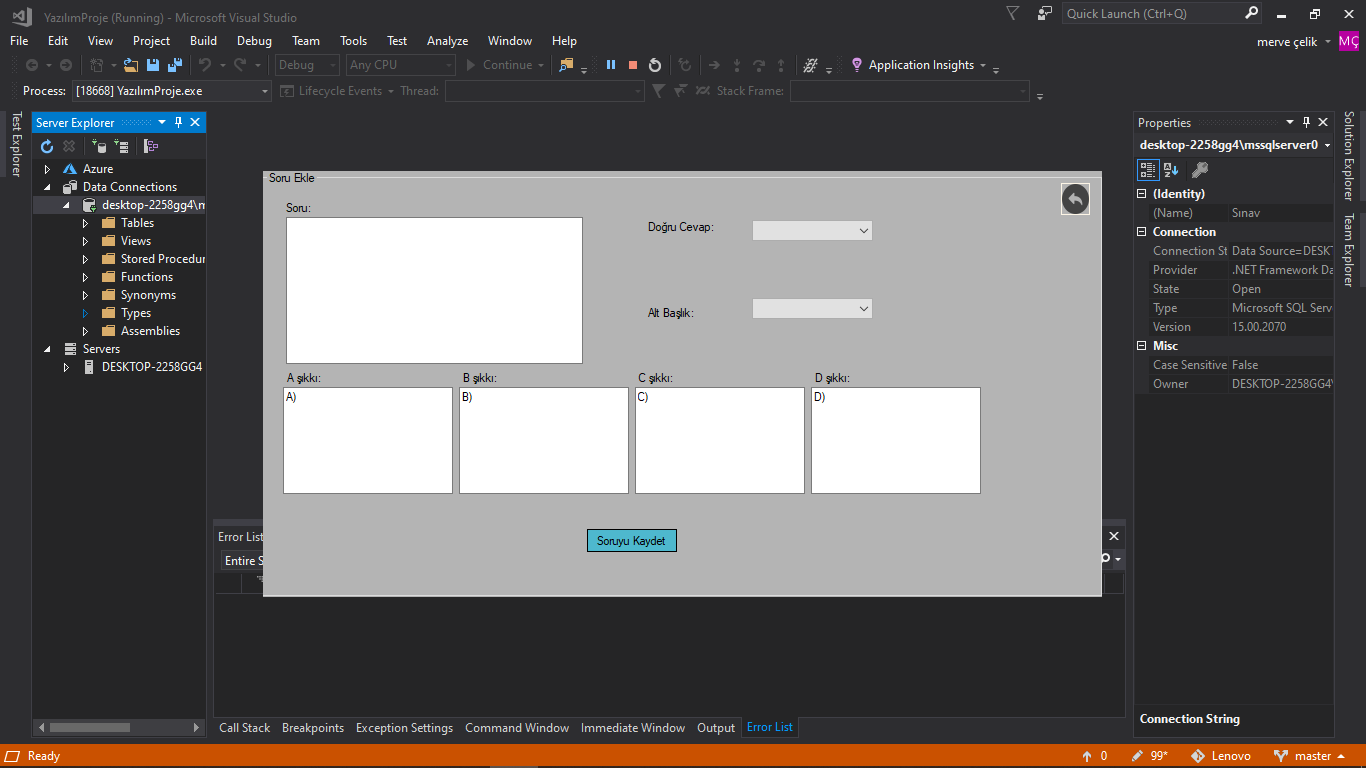 YazılımProje (Running) - Microsoft Visual Studio
Quick Launch (Ctrl+Q)
File Edit View Project Build Debug Team Tools Test Analyze Window Help
merve çelik MÇ
Debug Any CPU Continue Application Insights
Process: [18668] YazılımProje.exe Lifecycle Events Thread: Stack Frame:
Test Explorer
Server Explorer
Azure
Data Connections
desktop-2258gg4\m
Tables
Views
Stored Procedur
Functions
Synonyms
Types
Assemblies
Servers
DESKTOP-2258GG4
Soru Ekle
Soru:
Doğru Cevap:
Alt Başlık:
A şıkkı: B şıkkı: C şıkkı: D şıkkı:
A) B) C) D)
Soruyu Kaydet
Error List
Entire S
Call Stack Breakpoints Exception Settings Command Window Immediate Window Output Error List
Properties
desktop-2258gg4\mssqlserver0
(Identity)
(Name) Sınav
Connection
Connection St Data Source=DESKT
Provider .NET Framework Da
State Open
Type Microsoft SQL Serv
Version 15.00.2070
Misc
Case Sensitive False
Owner DESKTOP-2258GG4\
Connection String
Solution Explorer
Team Explorer
Ready
0 99* Lenovo master